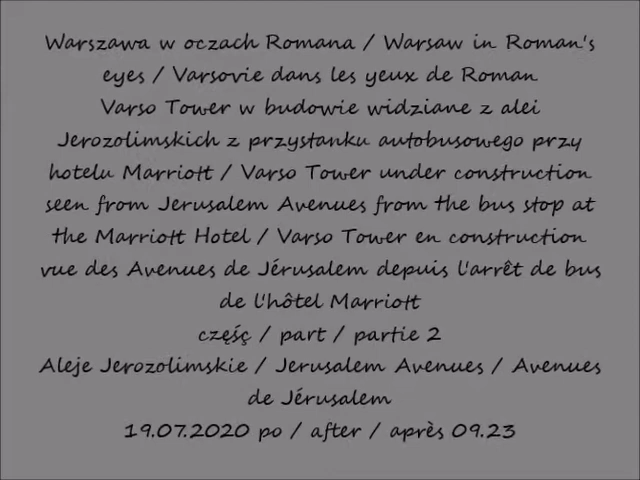 Warszawa w oczach Romana / Warsaw in Roman's
eyes / Varsovie dans les yeux de Roman
Varso Tower w budowie widziane z alei
Jerozolimskich z przystanku autobusowego przy
hotelu Marriott / Varso Tower under construction
seen from Jerusalem Avenues from the bus stop at
the Marriott Hotel / Varso Tower en construction
vue des Avenues de Jérusalem depuis l'arrêt de bus
de l'hôtel Marriott
częśç / part / partie 2
Aleje Jerozolimskie / Jerusalem Avenues / Avenues
de Jérusalem
19.07.2020 po / after / après 09.23